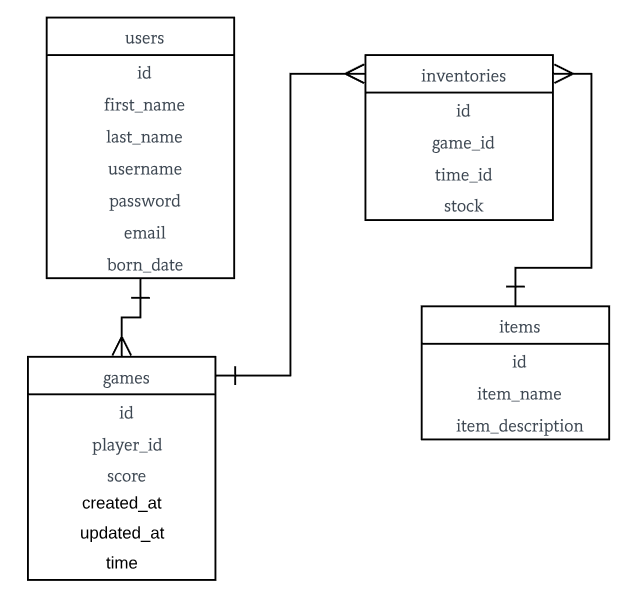 users
id
first_name
last_name
username
password
email
born_date
inventories
id
game_id
time_id
stock
items
id
item_name
item_description
games
id
player_id
score
created_at
updated_at
time